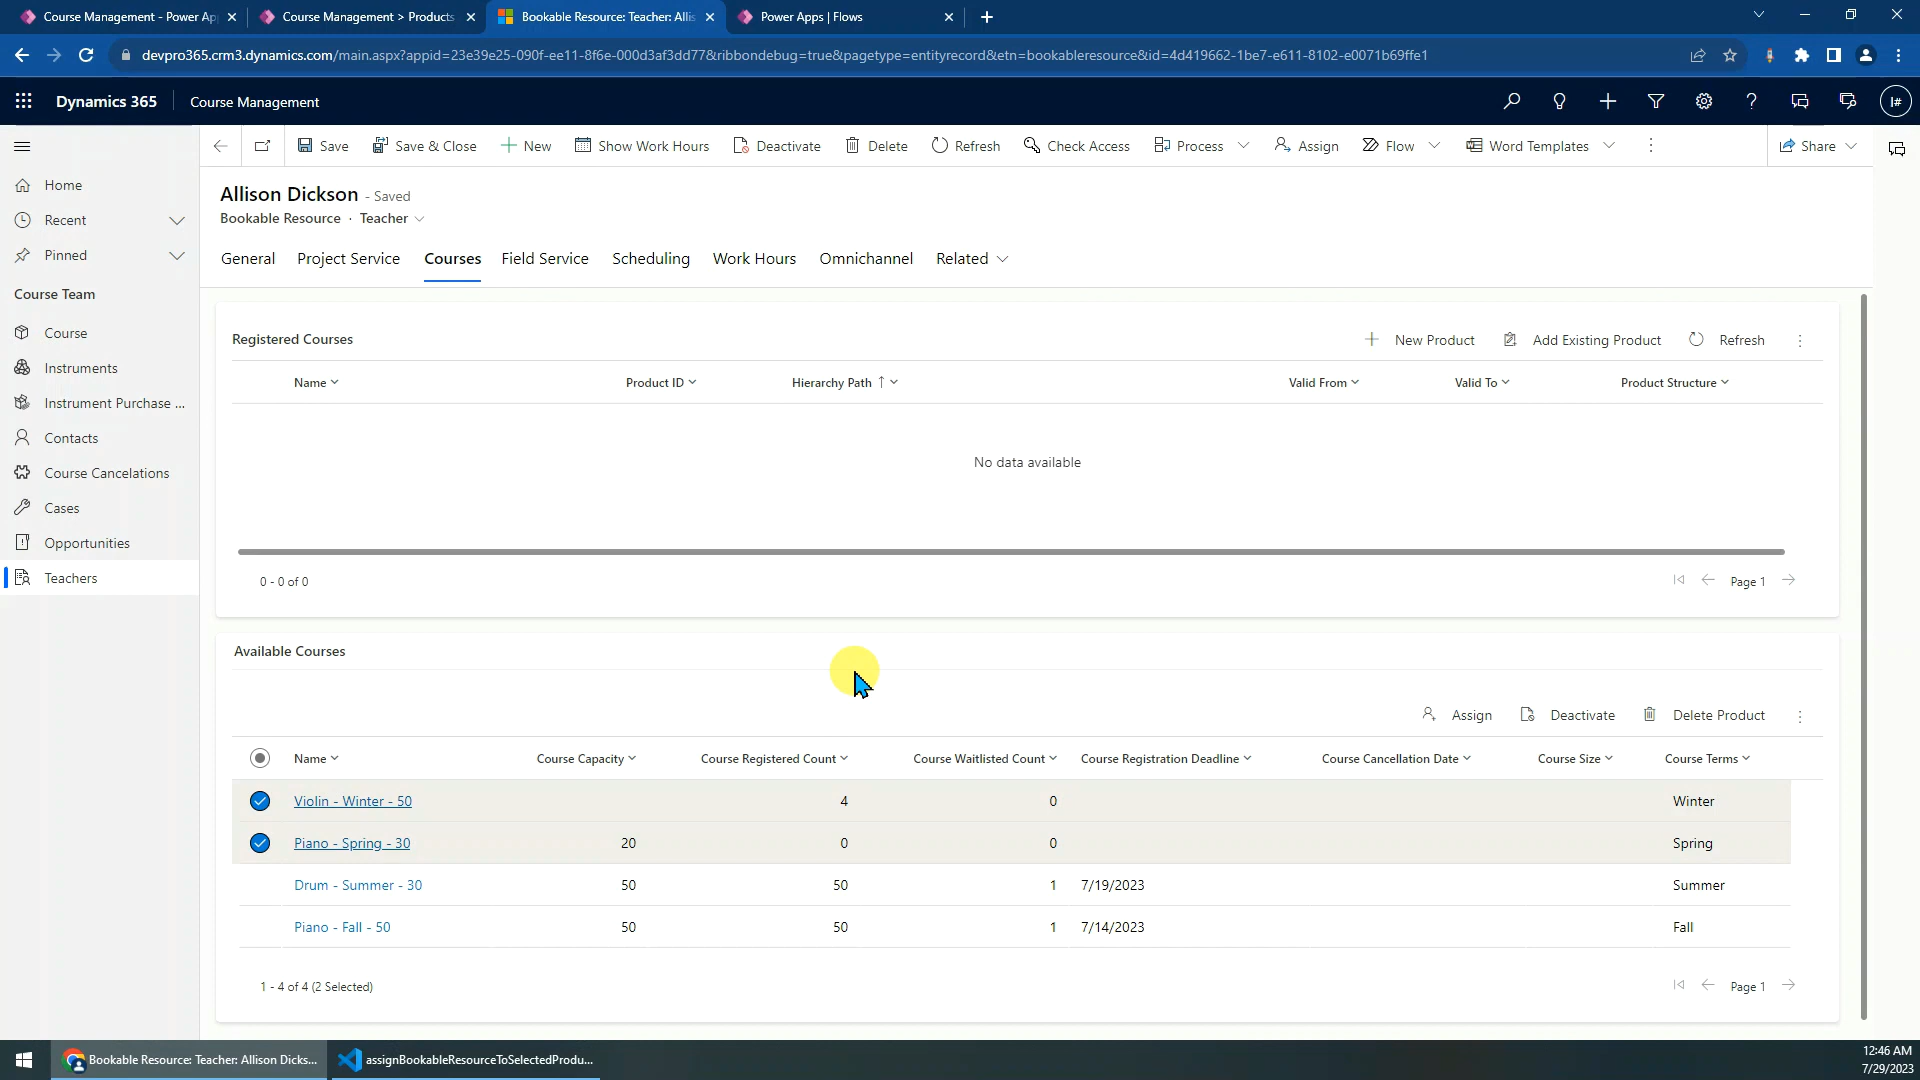 Course Management - Power Ap
Course Management > Products
Bookable Resource: Teacher: Allis
Power Apps | Flows
devpro365.crm3.dynamics.com/main.aspx?appid=23e39e25-090f-ee11-8f6e-000d3af3dd77&ribbondebug=true&pagetype=entityrecord&etn=bookableresource&id=4d419662-1be7-e611-8102-e0071b69ffe1
Dynamics 365
Course Management
I#
Save
Save & Close
New
Show Work Hours
Deactivate
Delete
Refresh
Check Access
Process
Assign
Flow
Word Templates
Share
Home
Recent
Pinned
Course Team
Course
Instruments
Instrument Purchase ...
Contacts
Course Cancelations
Cases
Opportunities
Teachers
Allison Dickson - Saved
Bookable Resource · Teacher
General Project Service Courses Field Service Scheduling Work Hours Omnichannel Related
Registered Courses
New Product Add Existing Product Refresh
Name Product ID Hierarchy Path ↑ Valid From Valid To Product Structure
No data available
0 - 0 of 0
Page 1
Available Courses
Assign Deactivate Delete Product
Name Course Capacity Course Registered Count Course Waitlisted Count Course Registration Deadline Course Cancellation Date Course Size Course Terms
Violin - Winter - 50 4 0 Winter
Piano - Spring - 30 20 0 0 Spring
Drum - Summer - 30 50 50 1 7/19/2023 Summer
Piano - Fall - 50 50 50 1 7/14/2023 Fall
1 - 4 of 4 (2 Selected)
Page 1
Bookable Resource: Teacher: Allison Dicks...
assignBookableResourceToSelectedProdu...
12:46 AM
7/29/2023